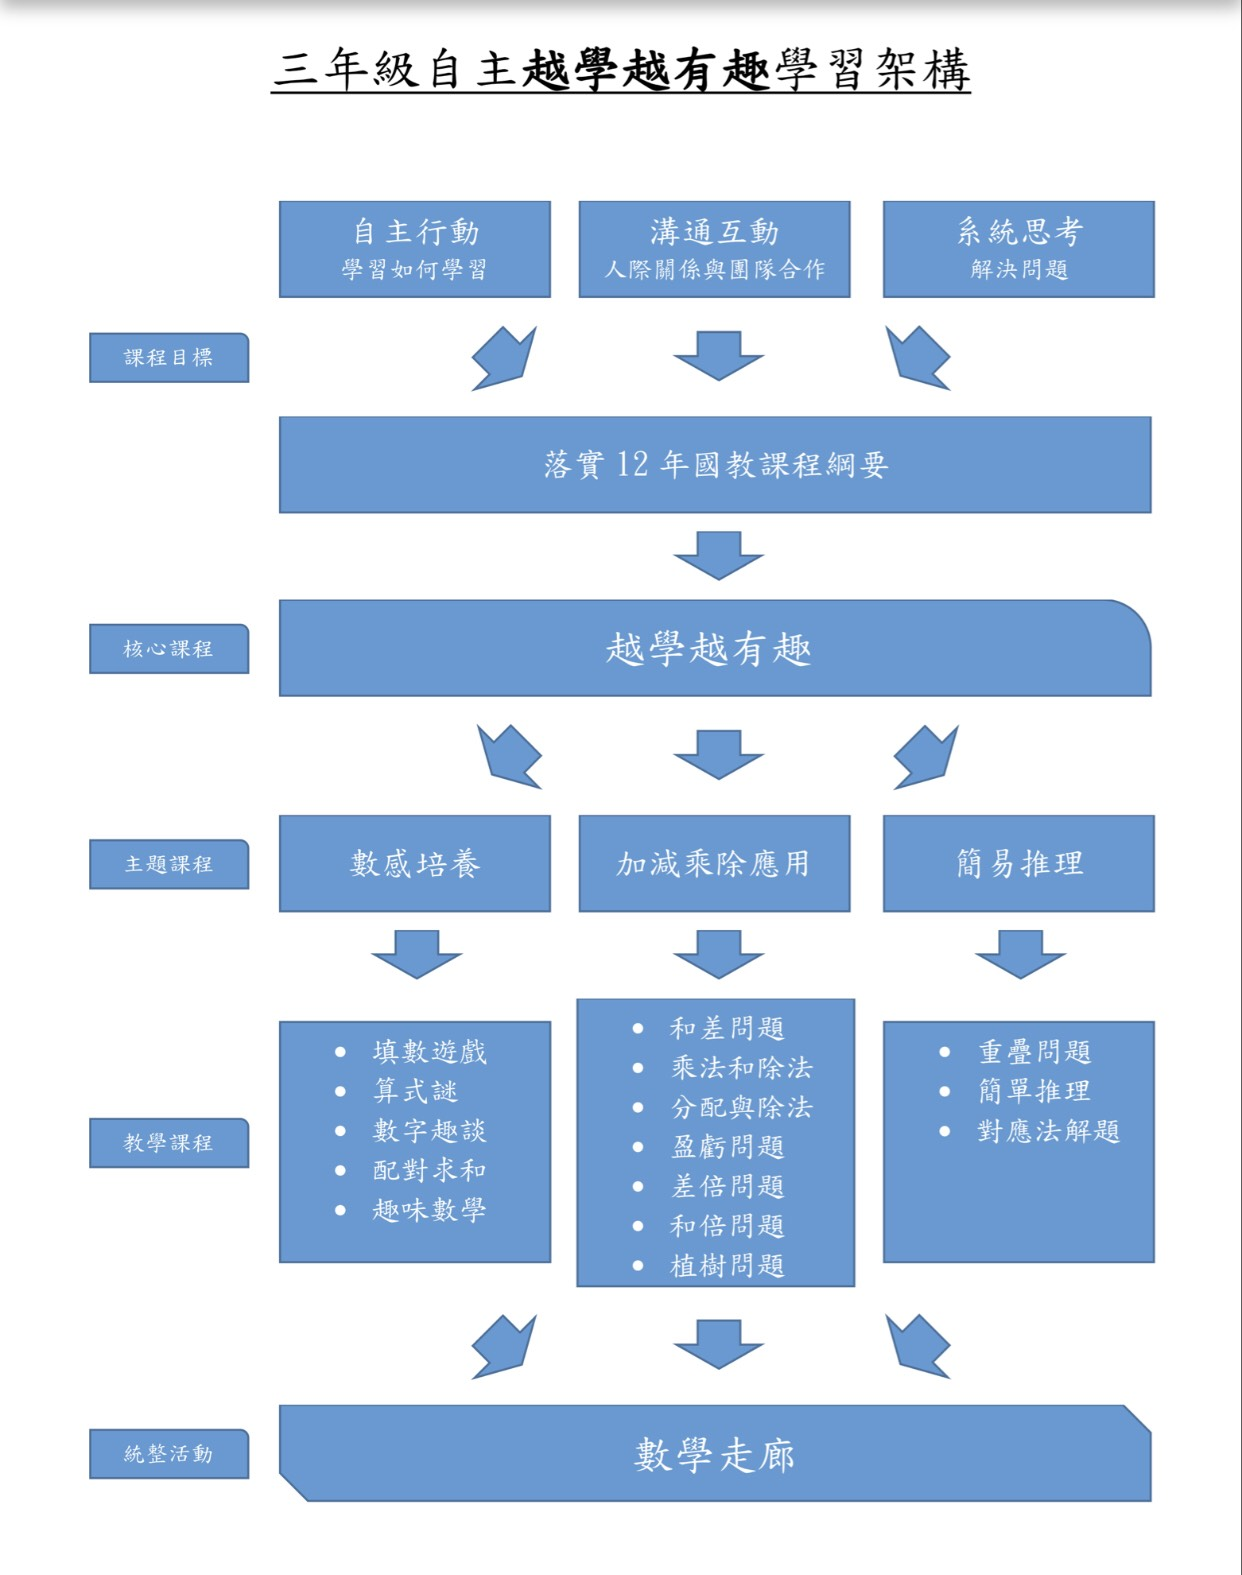 三年級自主越學越有趣學習架構
自主行動
學習如何學習
溝通互動
人際關係與團隊合作
系統思考
解決問題
課程目標
落實 12 年國教課程綱要
核心課程
越學越有趣
主題課程
數感培養
加減乘除應用
簡易推理
教學課程
• 填數遊戲
• 算式謎
• 數字趣談
• 配對求和
• 趣味數學
• 和差問題
• 乘法和除法
• 分配與除法
• 盈虧問題
• 差倍問題
• 和倍問題
• 植樹問題
• 重疊問題
• 簡單推理
• 對應法解題
統整活動
數學走廊